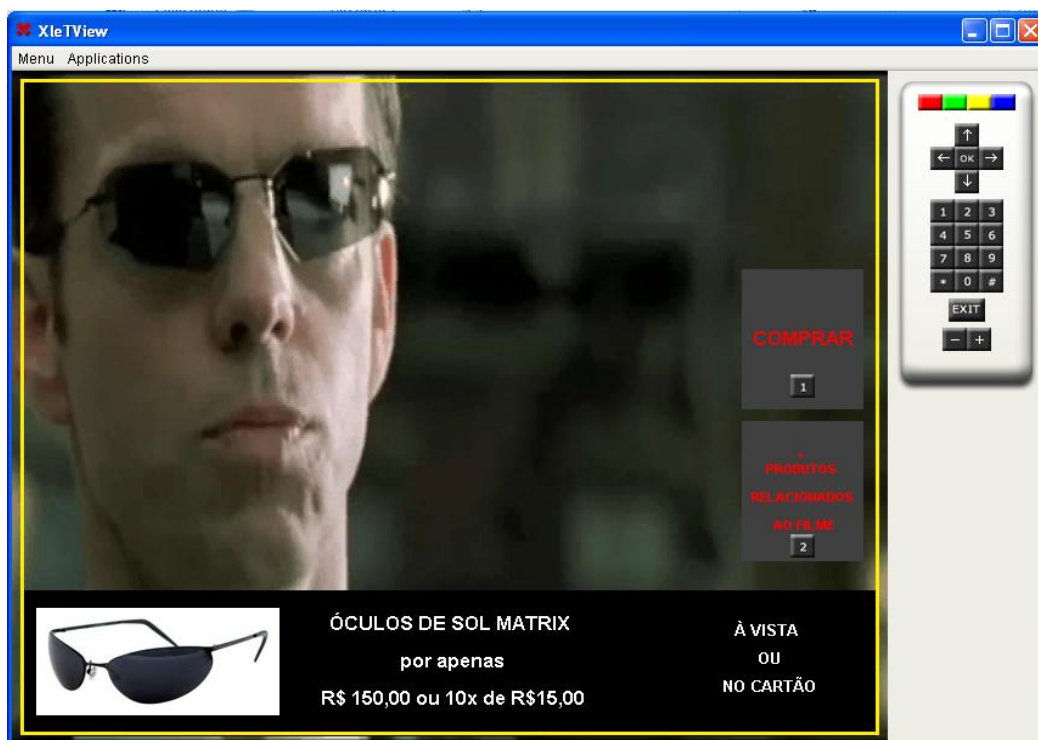 XleTView
Menu Applications
↑
← OK →
↓
1 2 3
4 5 6
7 8 9
* 0 #
EXIT
− +
COMPRAR
1
+
PRODUTOS
RELACIONADOS
AO FILME
2
ÓCULOS DE SOL MATRIX
por apenas
R$ 150,00 ou 10x de R$15,00
À VISTA
OU
NO CARTÃO